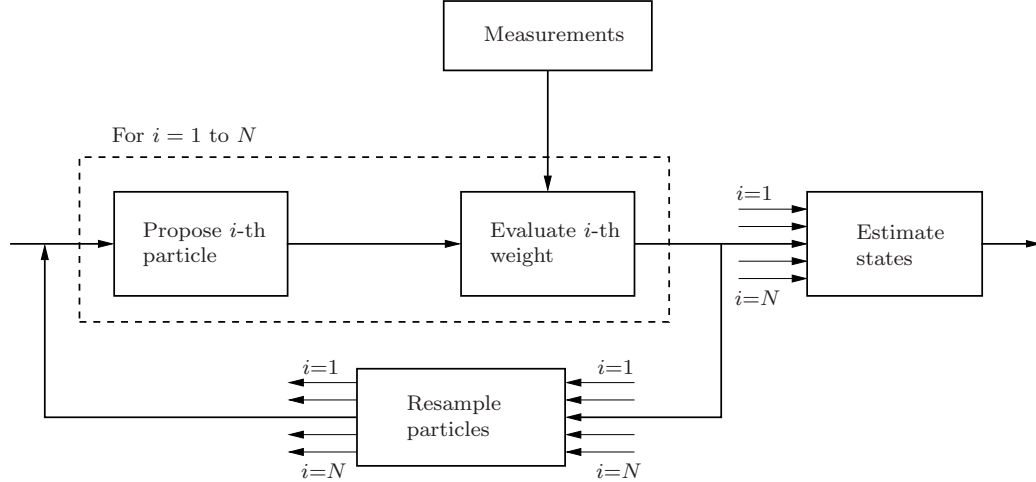 Measurements
For i = 1 to N
Propose i-th
particle
Evaluate i-th
weight
i=1
i=N
Estimate
states
i=1
i=N
Resample
particles
i=1
i=N